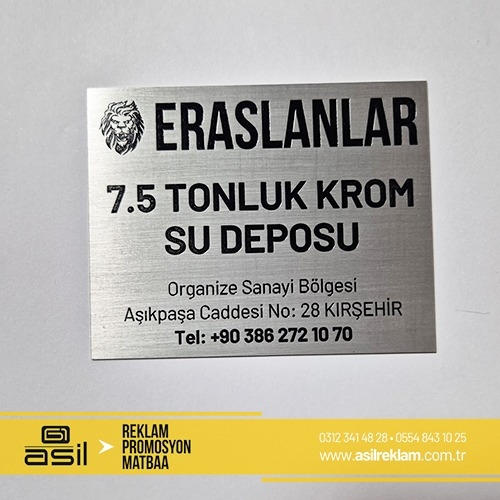 ERASLANLAR
7.5 TONLUK KROM
SU DEPOSU
Organize Sanayi Bölgesi
Aşıkpaşa Caddesi No: 28 KIRŞEHİR
Tel: +90 386 272 10 70
asil
REKLAM
PROMOSYON
MATBAA
0312 341 48 28 • 0554 843 10 25
www.asilreklam.com.tr